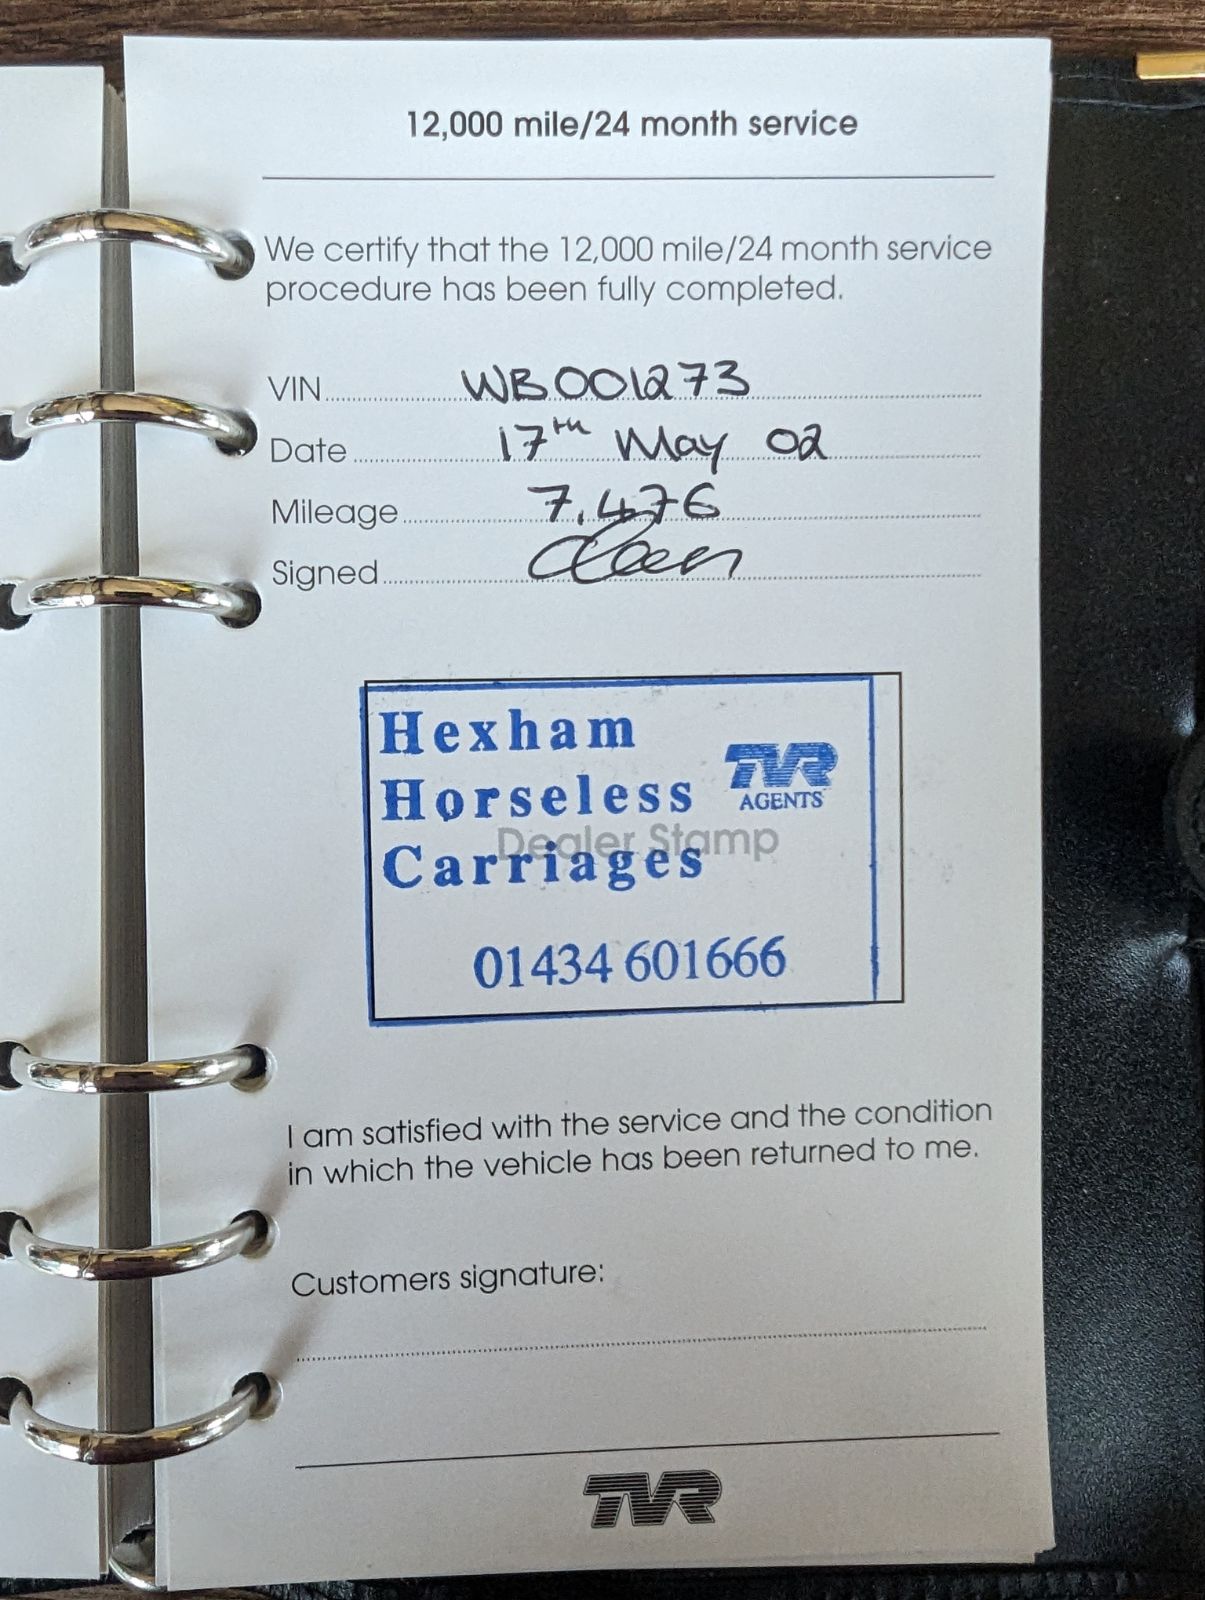 12,000 mile/24 month service
We certify that the 12,000 mile/24 month service
procedure has been fully completed.
VIN WB001273
Date 17th May 02
Mileage 7,476
Signed
Hexham
Horseless
Carriages
TVR
AGENTS
Dealer Stamp
01434 601666
I am satisfied with the service and the condition
in which the vehicle has been returned to me.
Customers signature:
TVR